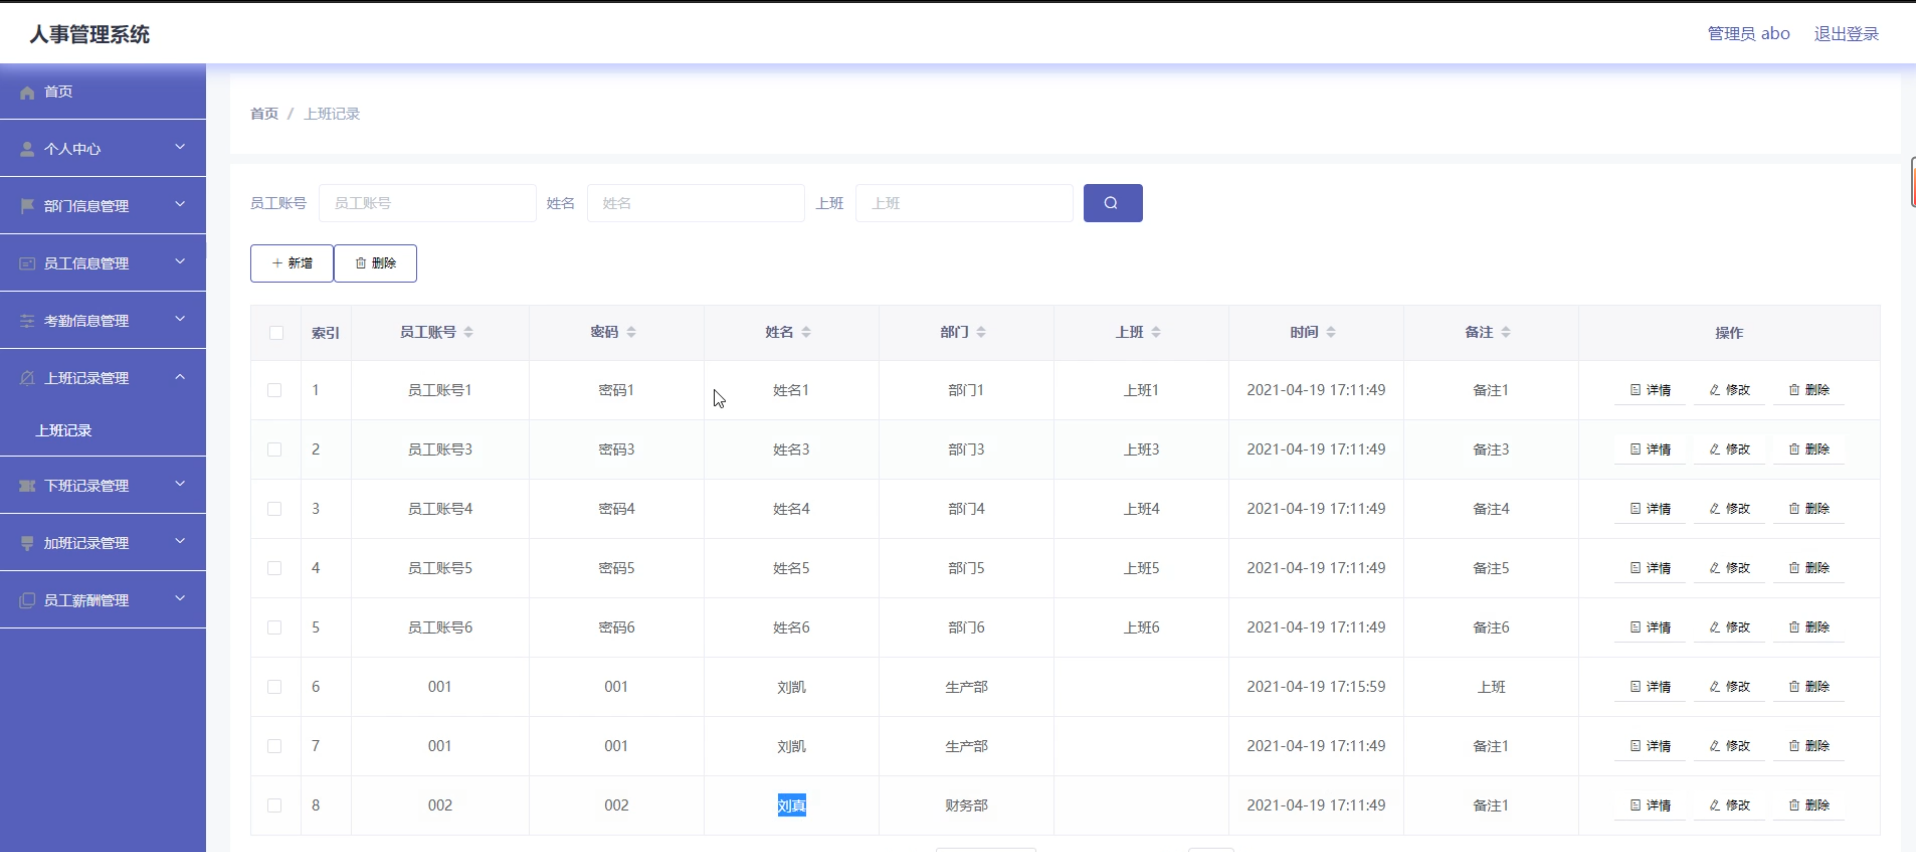 人事管理系统
管理员 abo 退出登录
首页
个人中心
部门信息管理
员工信息管理
考勤信息管理
上班记录管理
上班记录
下班记录管理
加班记录管理
员工薪酬管理
首页 / 上班记录
员工账号 员工账号 姓名 姓名 上班 上班
新增 删除
索引 员工账号 密码 姓名 部门 上班 时间 备注 操作
1 员工账号1 密码1 姓名1 部门1 上班1 2021-04-19 17:11:49 备注1 详情 修改 删除
2 员工账号3 密码3 姓名3 部门3 上班3 2021-04-19 17:11:49 备注3 详情 修改 删除
3 员工账号4 密码4 姓名4 部门4 上班4 2021-04-19 17:11:49 备注4 详情 修改 删除
4 员工账号5 密码5 姓名5 部门5 上班5 2021-04-19 17:11:49 备注5 详情 修改 删除
5 员工账号6 密码6 姓名6 部门6 上班6 2021-04-19 17:11:49 备注6 详情 修改 删除
6 001 001 刘凯 生产部 2021-04-19 17:15:59 上班 详情 修改 删除
7 001 001 刘凯 生产部 2021-04-19 17:11:49 备注1 详情 修改 删除
8 002 002 刘真 财务部 2021-04-19 17:11:49 备注1 详情 修改 删除